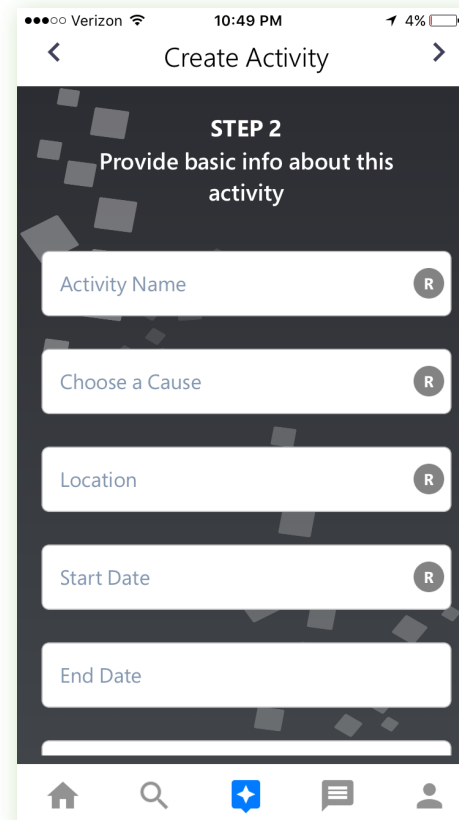 Verizon 10:49 PM 4%
Create Activity
STEP 2
Provide basic info about this
activity
Activity Name R
Choose a Cause R
Location R
Start Date R
End Date